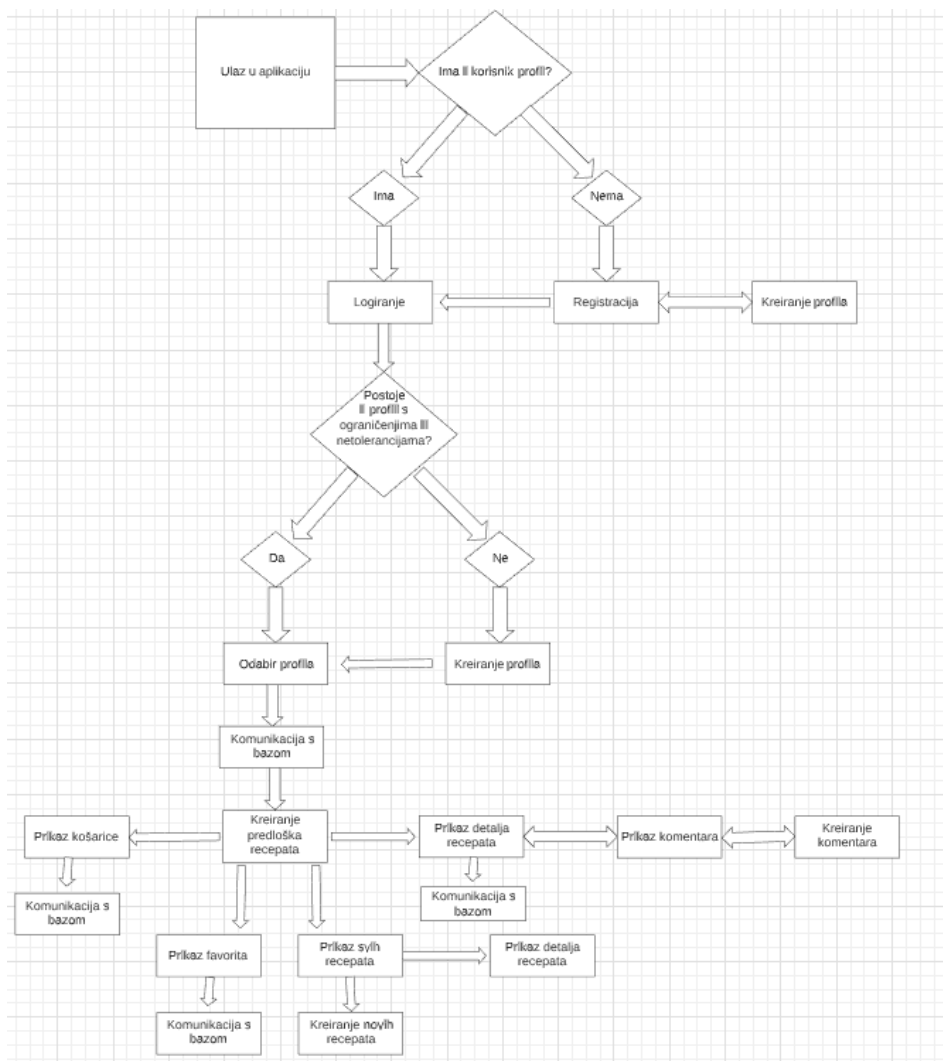 Ulaz u aplikaciju
Ima li korisnik profil?
Ima
Nema
Logiranje
Registracija
Kreiranje profila
Postoje
li profili s
ograničenjima ili
netolerancijama?
Da
Ne
Odabir profila
Kreiranje profila
Komunikacija s
bazom
Prikaz košarice
Kreiranje
predloška
recepata
Prikaz detalja
recepata
Prikaz komentara
Kreiranje
komentara
Komunikacija s
bazom
Komunikacija s
bazom
Prikaz favorita
Prikaz svih
recepata
Prikaz detalja
recepata
Komunikacija s
bazom
Kreiranje novih
recepata